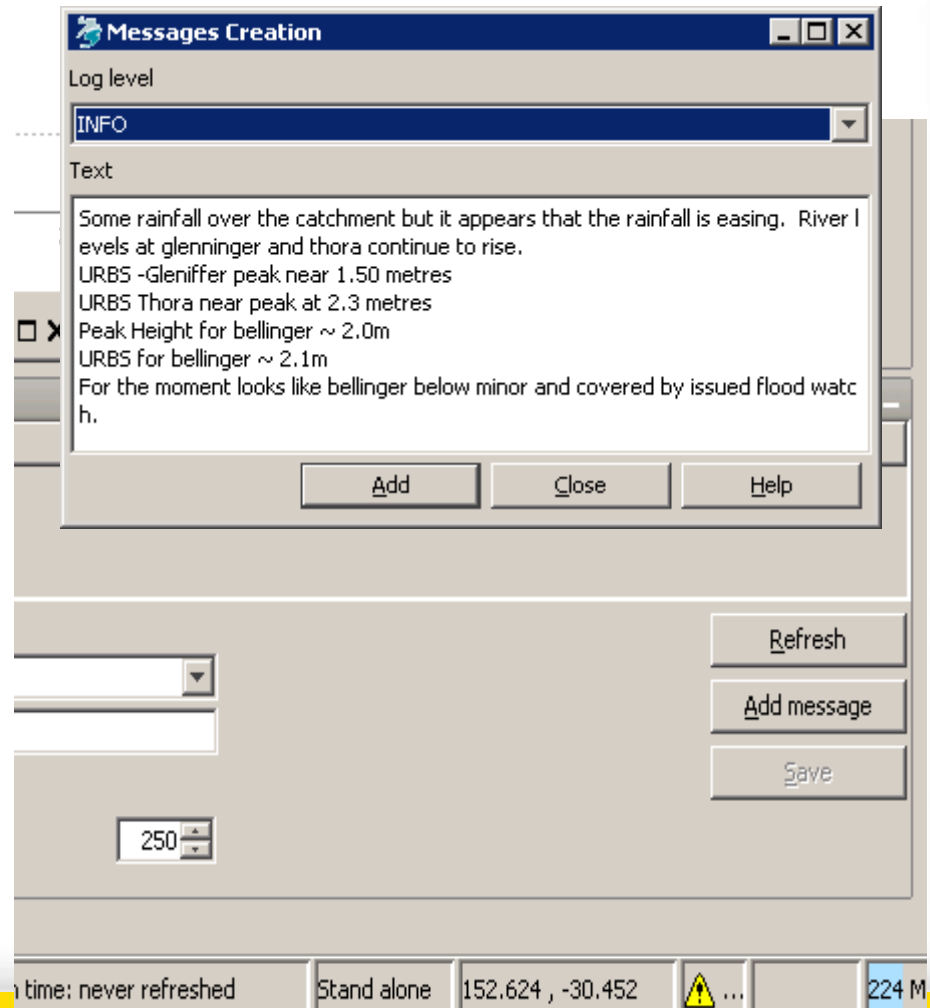 Messages Creation
Log level
INFO
Text
Some rainfall over the catchment but it appears that the rainfall is easing.  River l
evels at glenninger and thora continue to rise.
URBS -Gleniffer peak near 1.50 metres
URBS Thora near peak at 2.3 metres
Peak Height for bellinger ~ 2.0m
URBS for bellinger ~ 2.1m
For the moment looks like bellinger below minor and covered by issued flood watc
h.
Add Close Help
Refresh
Add message
Save
250
time: never refreshed Stand alone 152.624 , -30.452 ... 224 M